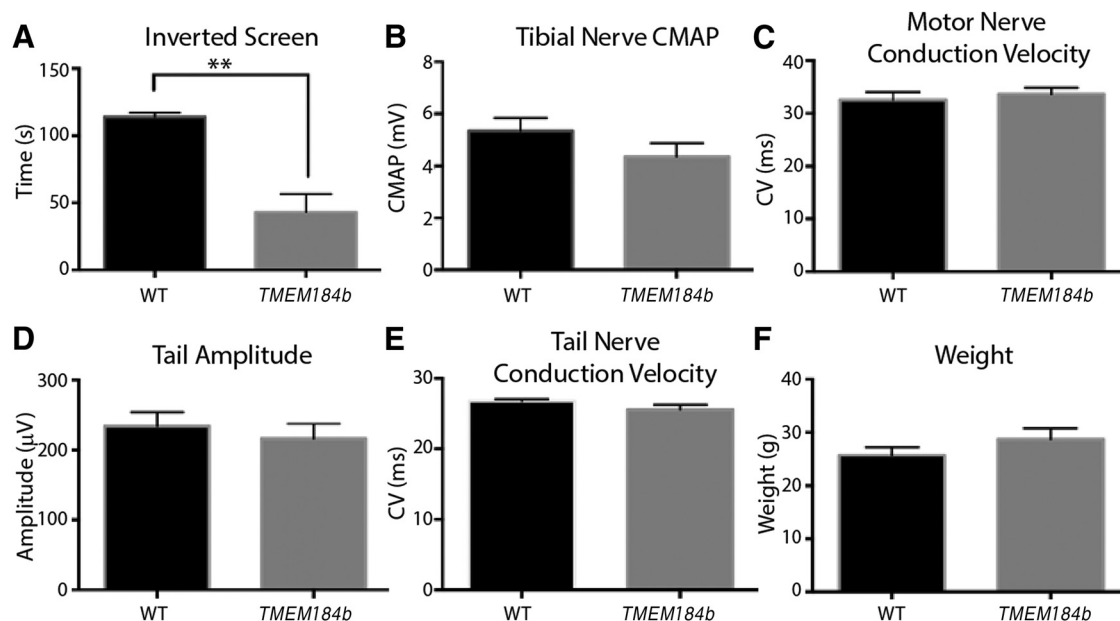 A
Inverted Screen
**
Time (s)
150
100
50
0
WT
TMEM184b
B
Tibial Nerve CMAP
CMAP (mV)
8
6
4
2
0
WT
TMEM184b
C
Motor Nerve
Conduction Velocity
CV (ms)
40
30
20
10
0
WT
TMEM184b
D
Tail Amplitude
Amplitude (μV)
300
200
100
0
WT
TMEM184b
E
Tail Nerve
Conduction Velocity
CV (ms)
30
20
10
0
WT
TMEM184b
F
Weight
Weight (g)
40
30
20
10
0
WT
TMEM184b